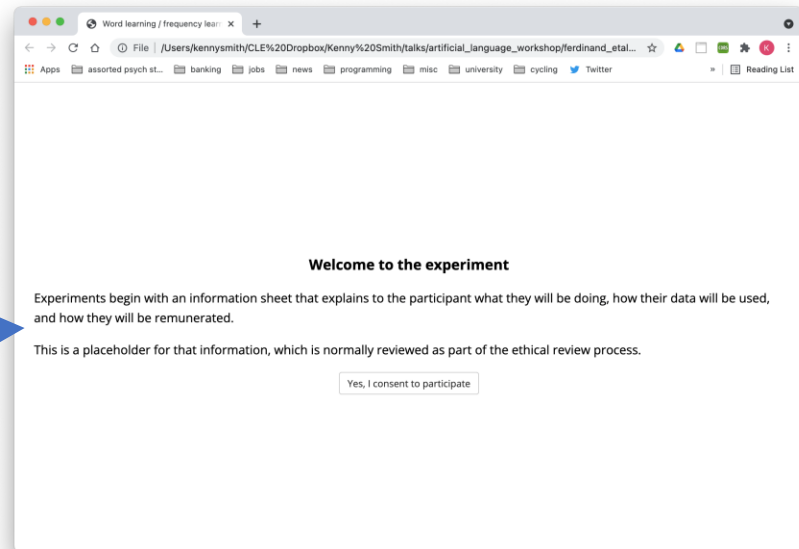 Word learning / frequency lear
File | /Users/kennysmith/CLE%20Dropbox/Kenny%20Smith/talks/artificial_language_workshop/ferdinand_etal...
K
Apps assorted psych st... banking jobs news programming misc university cycling Twitter » Reading List
Welcome to the experiment
Experiments begin with an information sheet that explains to the participant what they will be doing, how their data will be used,
and how they will be remunerated.
This is a placeholder for that information, which is normally reviewed as part of the ethical review process.
Yes, I consent to participate